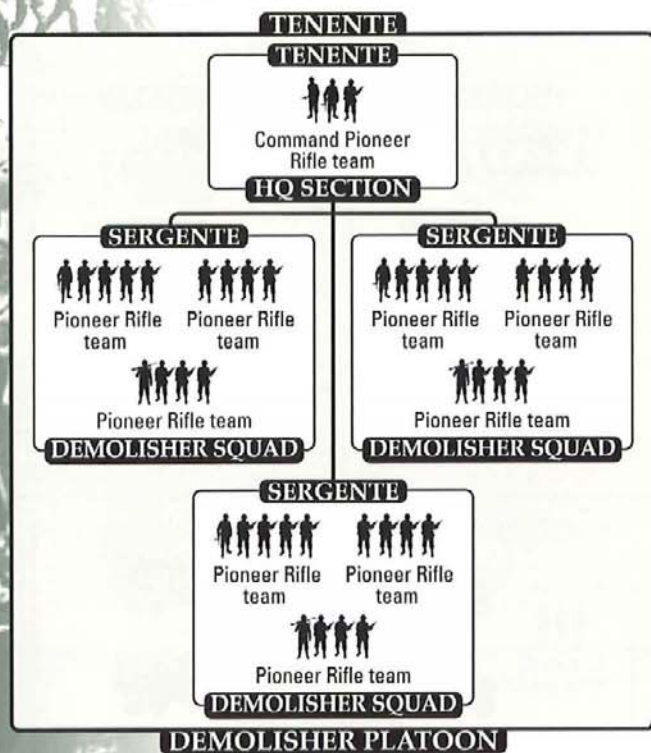 TENENTE
TENENTE
Command Pioneer
Rifle team
HQ SECTION
SERGENTE
Pioneer Rifle
team
Pioneer Rifle
team
Pioneer Rifle team
DEMOLISHER SQUAD
SERGENTE
Pioneer Rifle
team
Pioneer Rifle
team
Pioneer Rifle team
DEMOLISHER SQUAD
SERGENTE
Pioneer Rifle
team
Pioneer Rifle
team
Pioneer Rifle team
DEMOLISHER SQUAD
DEMOLISHER PLATOON